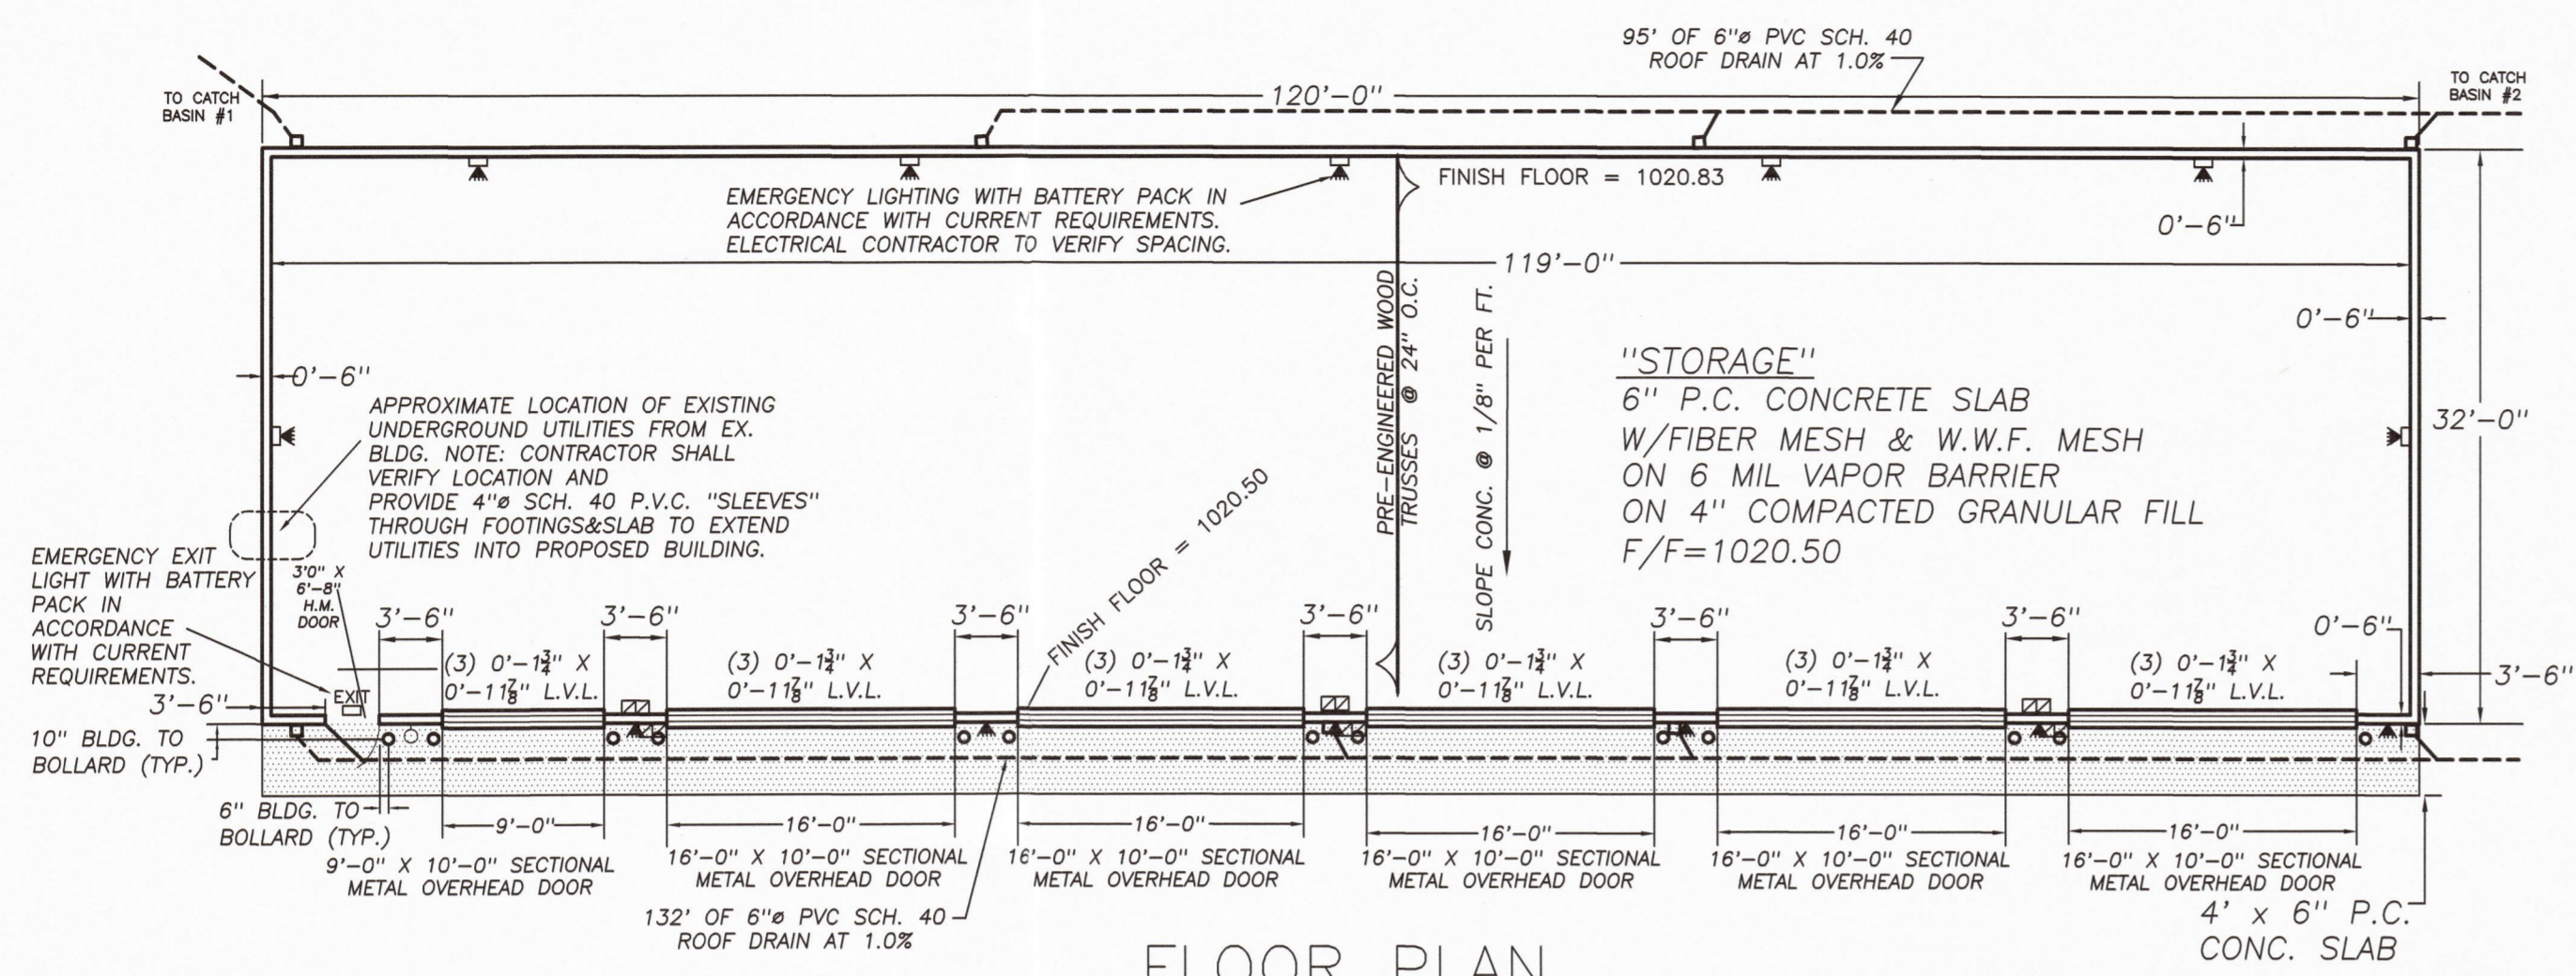 95' OF 6"ø PVC SCH. 40
ROOF DRAIN AT 1.0%
TO CATCH
BASIN #1
120'-0"
TO CATCH
BASIN #2
EMERGENCY LIGHTING WITH BATTERY PACK IN
ACCORDANCE WITH CURRENT REQUIREMENTS.
ELECTRICAL CONTRACTOR TO VERIFY SPACING.
FINISH FLOOR = 1020.83
0'-6"
119'-0"
PRE-ENGINEERED WOOD
TRUSSES @ 24" O.C.
SLOPE CONC. @ 1/8" PER FT.
0'-6"
0'-6"
"STORAGE"
6" P.C. CONCRETE SLAB
W/FIBER MESH & W.W.F. MESH
ON 6 MIL VAPOR BARRIER
ON 4" COMPACTED GRANULAR FILL
F/F=1020.50
32'-0"
APPROXIMATE LOCATION OF EXISTING
UNDERGROUND UTILITIES FROM EX.
BLDG. NOTE: CONTRACTOR SHALL
VERIFY LOCATION AND
PROVIDE 4"ø SCH. 40 P.V.C. "SLEEVES"
THROUGH FOOTINGS&SLAB TO EXTEND
UTILITIES INTO PROPOSED BUILDING.
FINISH FLOOR = 1020.50
EMERGENCY EXIT
LIGHT WITH BATTERY
PACK IN
ACCORDANCE
WITH CURRENT
REQUIREMENTS.
3'0" X
6'-8"
H.M.
DOOR
3'-6"
3'-6"
3'-6"
3'-6"
3'-6"
3'-6"
0'-6"
(3) 0'-1¾" X
0'-11⅞" L.V.L.
(3) 0'-1¾" X
0'-11⅞" L.V.L.
(3) 0'-1¾" X
0'-11⅞" L.V.L.
(3) 0'-1¾" X
0'-11⅞" L.V.L.
(3) 0'-1¾" X
0'-11⅞" L.V.L.
(3) 0'-1¾" X
0'-11⅞" L.V.L.
3'-6"
EXIT
3'-6"
10" BLDG. TO
BOLLARD (TYP.)
6" BLDG. TO
BOLLARD (TYP.)
9'-0"
16'-0"
16'-0"
16'-0"
16'-0"
16'-0"
9'-0" X 10'-0" SECTIONAL
METAL OVERHEAD DOOR
16'-0" X 10'-0" SECTIONAL
METAL OVERHEAD DOOR
16'-0" X 10'-0" SECTIONAL
METAL OVERHEAD DOOR
16'-0" X 10'-0" SECTIONAL
METAL OVERHEAD DOOR
16'-0" X 10'-0" SECTIONAL
METAL OVERHEAD DOOR
16'-0" X 10'-0" SECTIONAL
METAL OVERHEAD DOOR
132' OF 6"ø PVC SCH. 40
ROOF DRAIN AT 1.0%
4' x 6" P.C.
CONC. SLAB
FLOOR PLAN